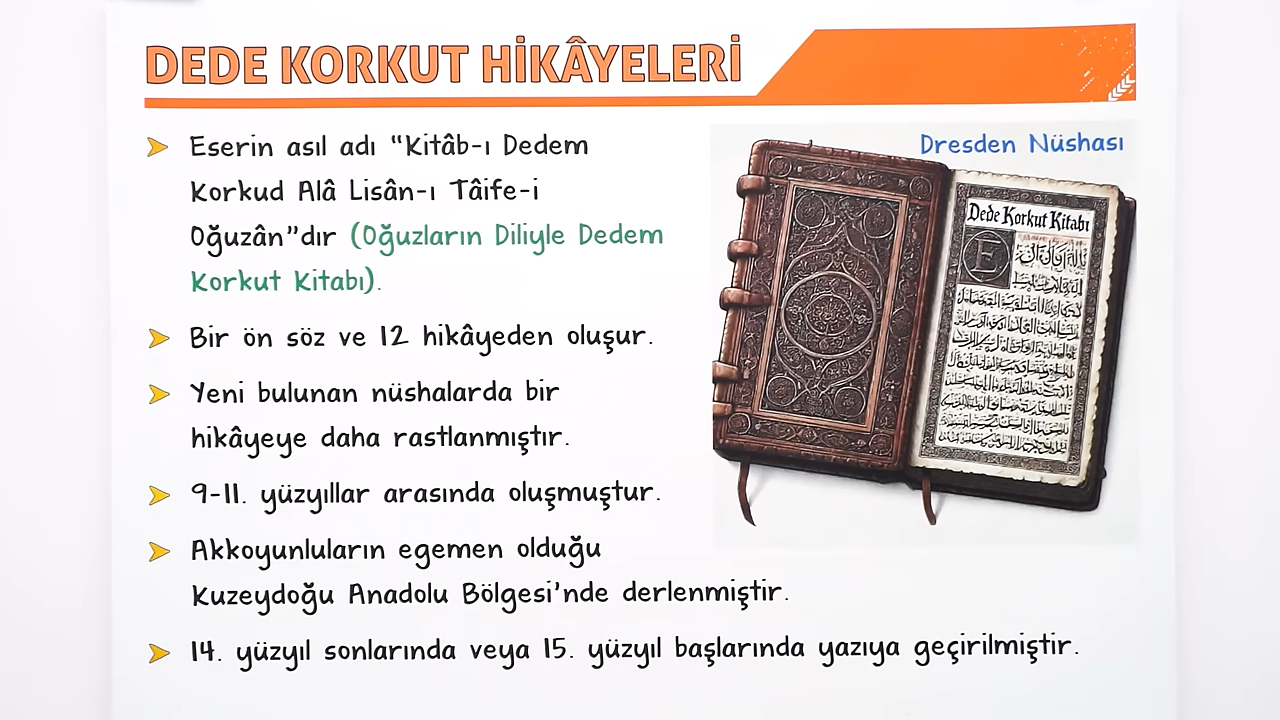 DEDE KORKUT HİKÂYELERİ
Eserin asıl adı “Kitâb-ı Dedem
Korkud Alâ Lisân-ı Tâife-i
Oğuzân”dır (Oğuzların Diliyle Dedem
Korkut Kitabı).
Bir ön söz ve 12 hikâyeden oluşur.
Yeni bulunan nüshalarda bir
hikâyeye daha rastlanmıştır.
9-11. yüzyıllar arasında oluşmuştur.
Akkoyunluların egemen olduğu
Kuzeydoğu Anadolu Bölgesi’nde derlenmiştir.
14. yüzyıl sonlarında veya 15. yüzyıl başlarında yazıya geçirilmiştir.
Dresden Nüshası
Dede Korkut Kitabı
E